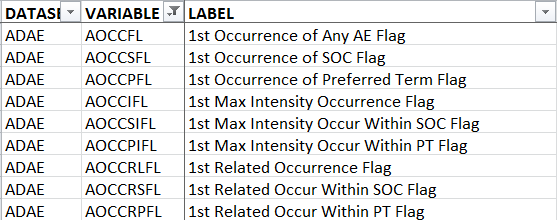 DATASE VARIABLE LABEL
ADAE AOCCFL 1st Occurrence of Any AE Flag
ADAE AOCCSFL 1st Occurrence of SOC Flag
ADAE AOCCPFL 1st Occurrence of Preferred Term Flag
ADAE AOCCIFL 1st Max Intensity Occurrence Flag
ADAE AOCCSIFL 1st Max Intensity Occur Within SOC Flag
ADAE AOCCPIFL 1st Max Intensity Occur Within PT Flag
ADAE AOCCRLFL 1st Related Occurrence Flag
ADAE AOCCRSFL 1st Related Occur Within SOC Flag
ADAE AOCCRPFL 1st Related Occur Within PT Flag